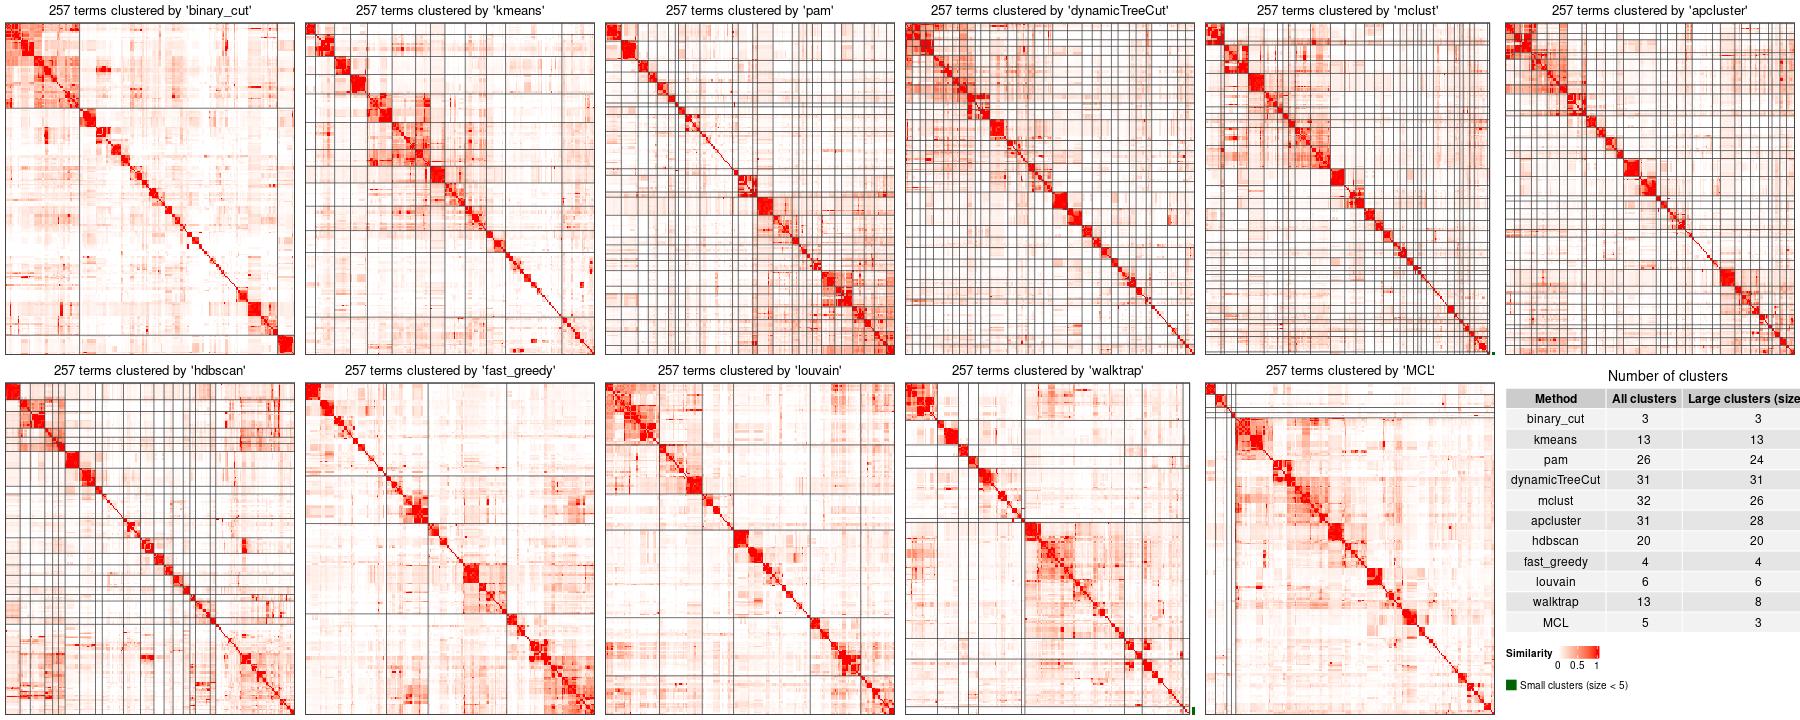 257 terms clustered by 'binary_cut'
257 terms clustered by 'kmeans'
257 terms clustered by 'pam'
257 terms clustered by 'dynamicTreeCut'
257 terms clustered by 'mclust'
257 terms clustered by 'apcluster'
257 terms clustered by 'hdbscan'
257 terms clustered by 'fast_greedy'
257 terms clustered by 'louvain'
257 terms clustered by 'walktrap'
257 terms clustered by 'MCL'
Number of clusters
Method All clusters Large clusters (size
binary_cut 3 3
kmeans 13 13
pam 26 24
dynamicTreeCut 31 31
mclust 32 26
apcluster 31 28
hdbscan 20 20
fast_greedy 4 4
louvain 6 6
walktrap 13 8
MCL 5 3
Similarity
0 0.5 1
Small clusters (size < 5)